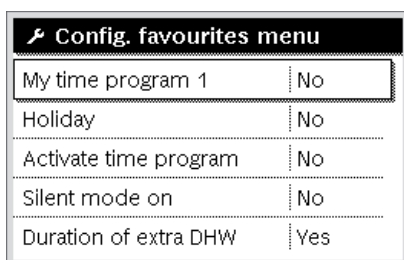 Config. favourites menu
My time program 1 No
Holiday No
Activate time program No
Silent mode on No
Duration of extra DHW Yes